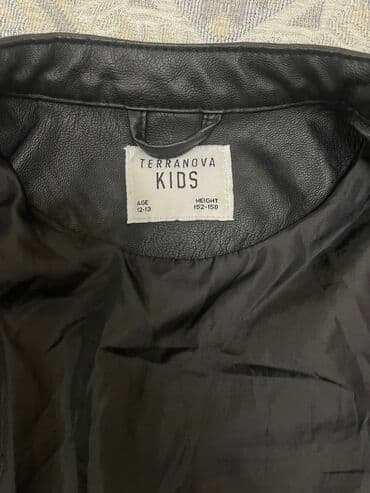 TERRANOVA
KIDS
AGE HEIGHT
12-13 152-158